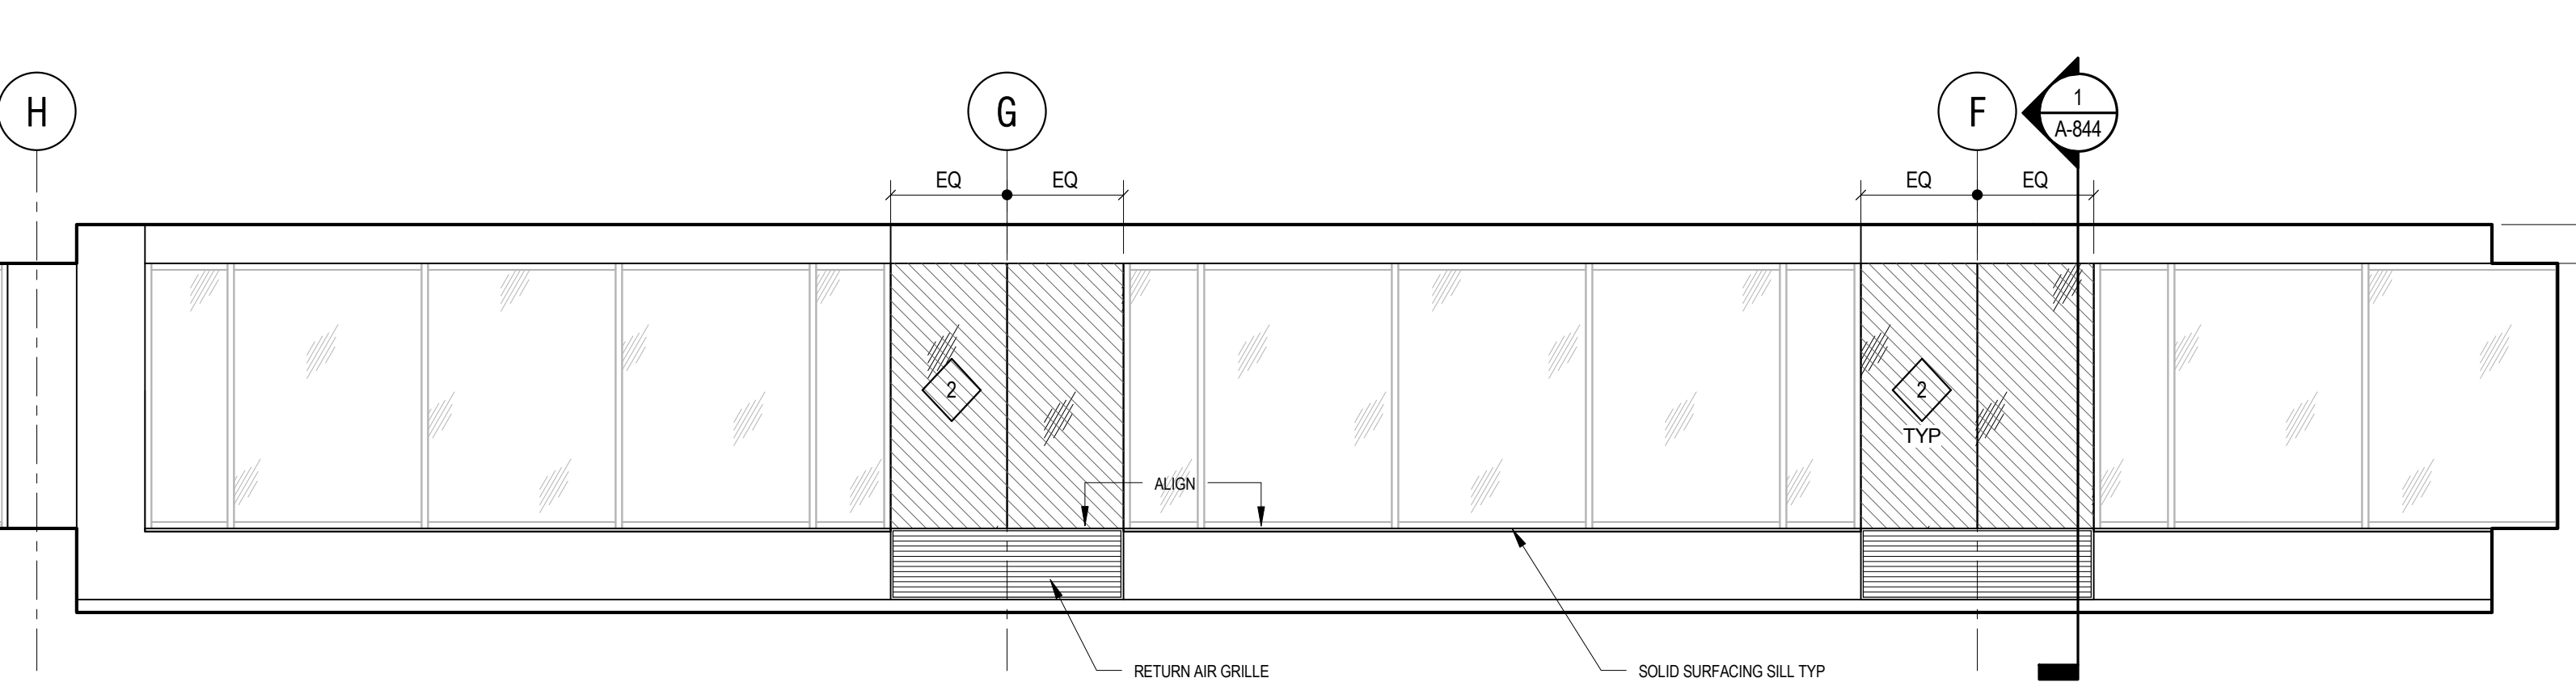 H
G
F
1
A-844
EQ
EQ
EQ
EQ
2
2
TYP
ALIGN
RETURN AIR GRILLE
SOLID SURFACING SILL TYP